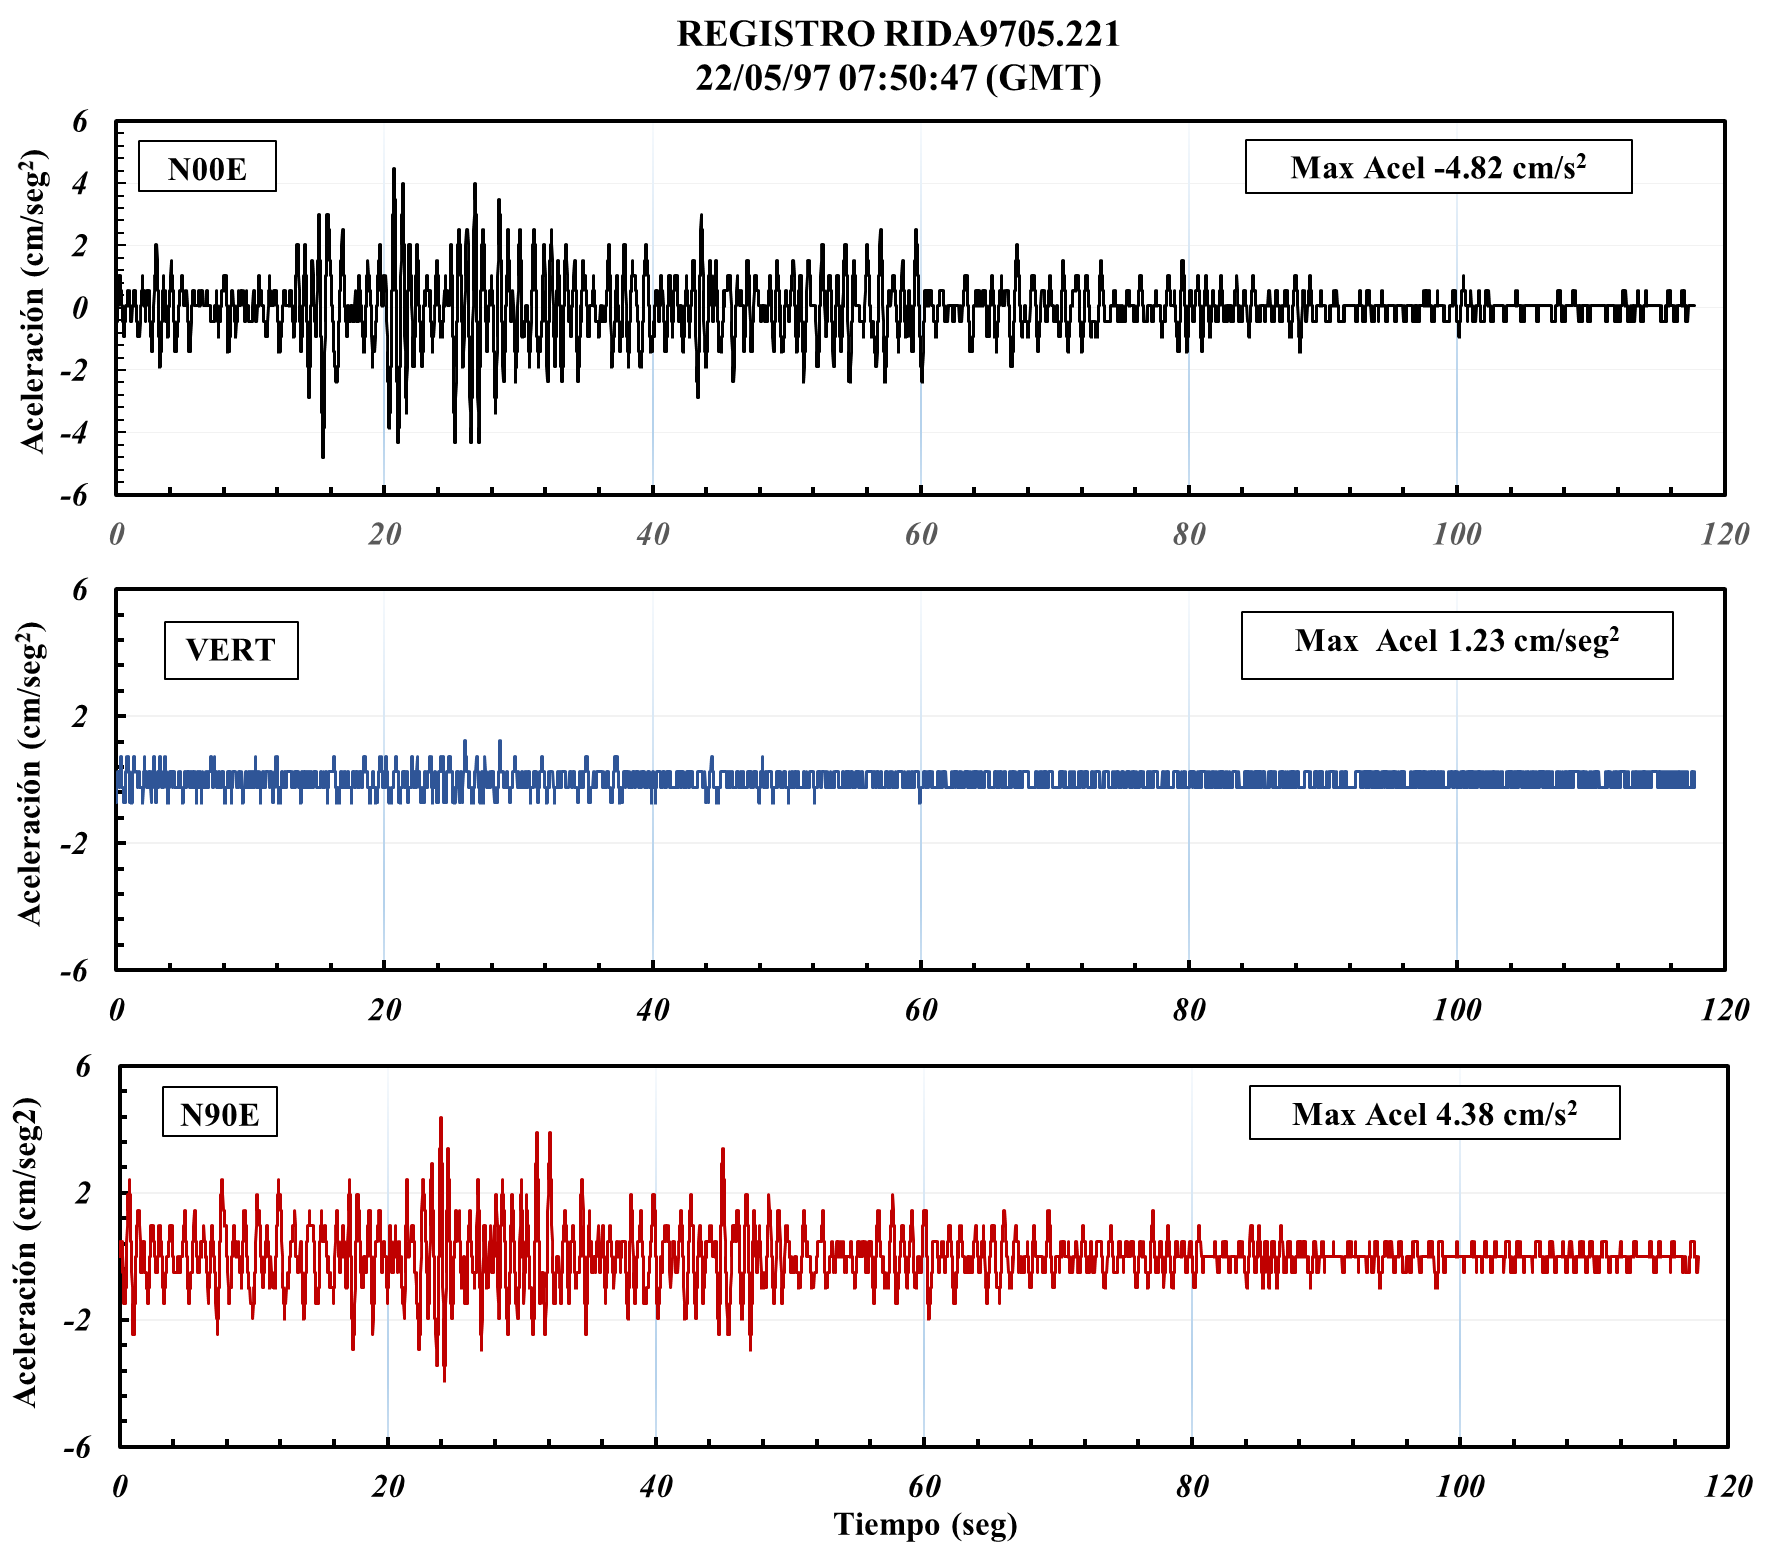 REGISTRO RIDA9705.221
22/05/97 07:50:47 (GMT)
Aceleración (cm/seg²)
6
4
2
0
-2
-4
-6
N00E
Max Acel -4.82 cm/s²
0 20 40 60 80 100 120
Aceleración (cm/seg²)
6
2
-2
-6
VERT
Max Acel 1.23 cm/seg²
0 20 40 60 80 100 120
Aceleración (cm/seg2)
6
2
-2
-6
N90E
Max Acel 4.38 cm/s²
0 20 40 60 80 100 120
Tiempo (seg)